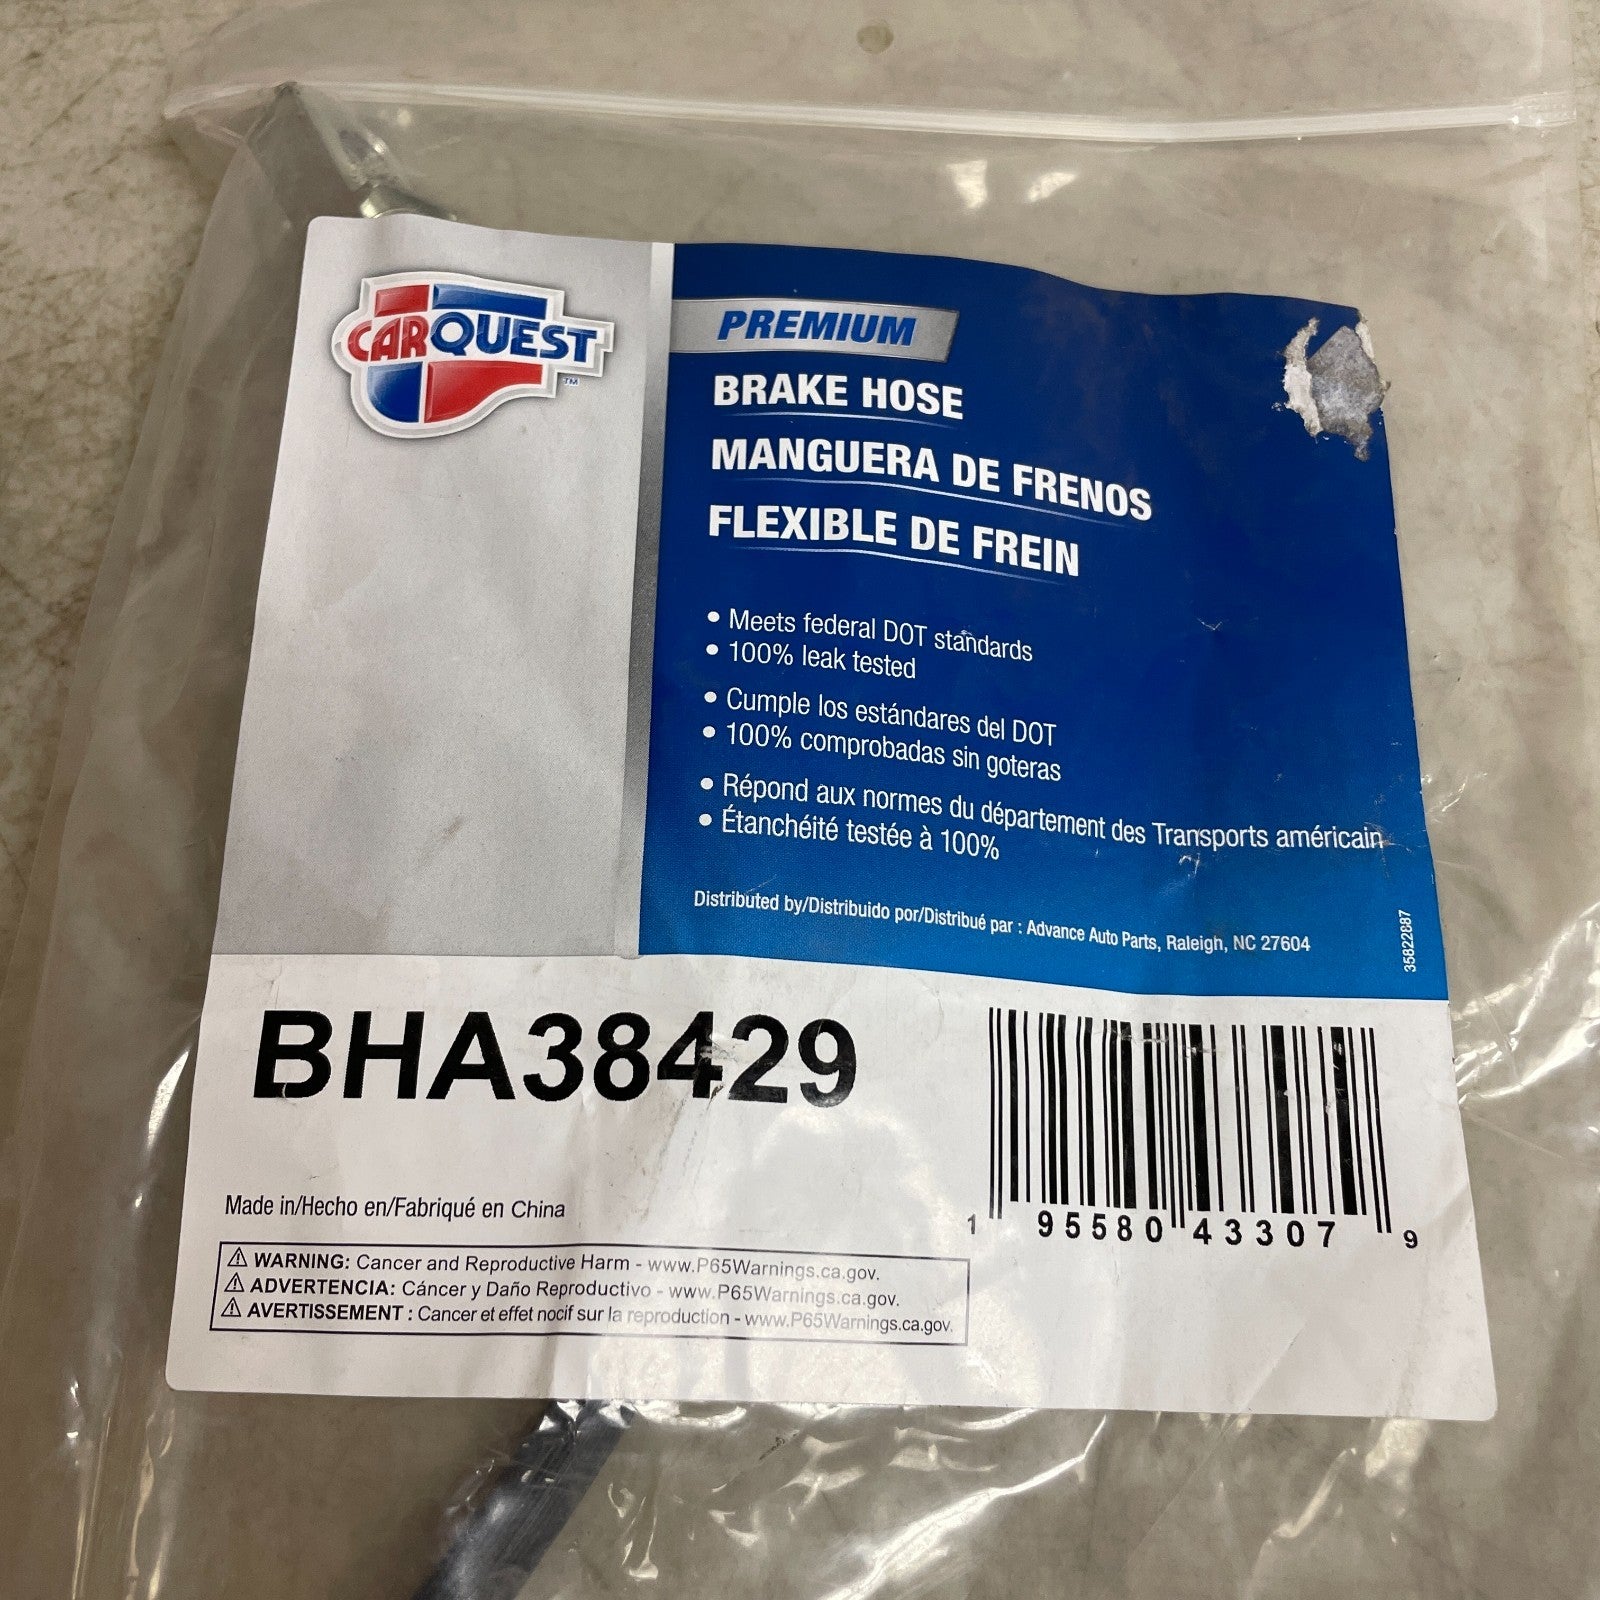 CARQUEST
TM
PREMIUM
BRAKE HOSE
MANGUERA DE FRENOS
FLEXIBLE DE FREIN
• Meets federal DOT standards
• 100% leak tested
• Cumple los estándares del DOT
• 100% comprobadas sin goteras
• Répond aux normes du département des Transports américain
• Étanchéité testée à 100%
Distributed by/Distribuido por/Distribué par : Advance Auto Parts, Raleigh, NC 27604
35822887
BHA38429
1 95580 43307 9
Made in/Hecho en/Fabriqué en China
⚠ WARNING: Cancer and Reproductive Harm - www.P65Warnings.ca.gov.
⚠ ADVERTENCIA: Cáncer y Daño Reproductivo - www.P65Warnings.ca.gov.
⚠ AVERTISSEMENT : Cancer et effet nocif sur la reproduction - www.P65Warnings.ca.gov.